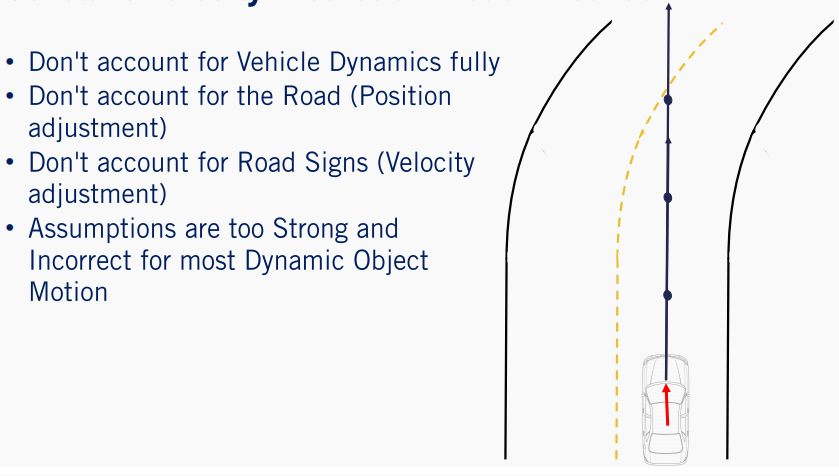 • Don't account for Vehicle Dynamics fully
• Don't account for the Road (Position
adjustment)
• Don't account for Road Signs (Velocity
adjustment)
• Assumptions are too Strong and
Incorrect for most Dynamic Object
Motion